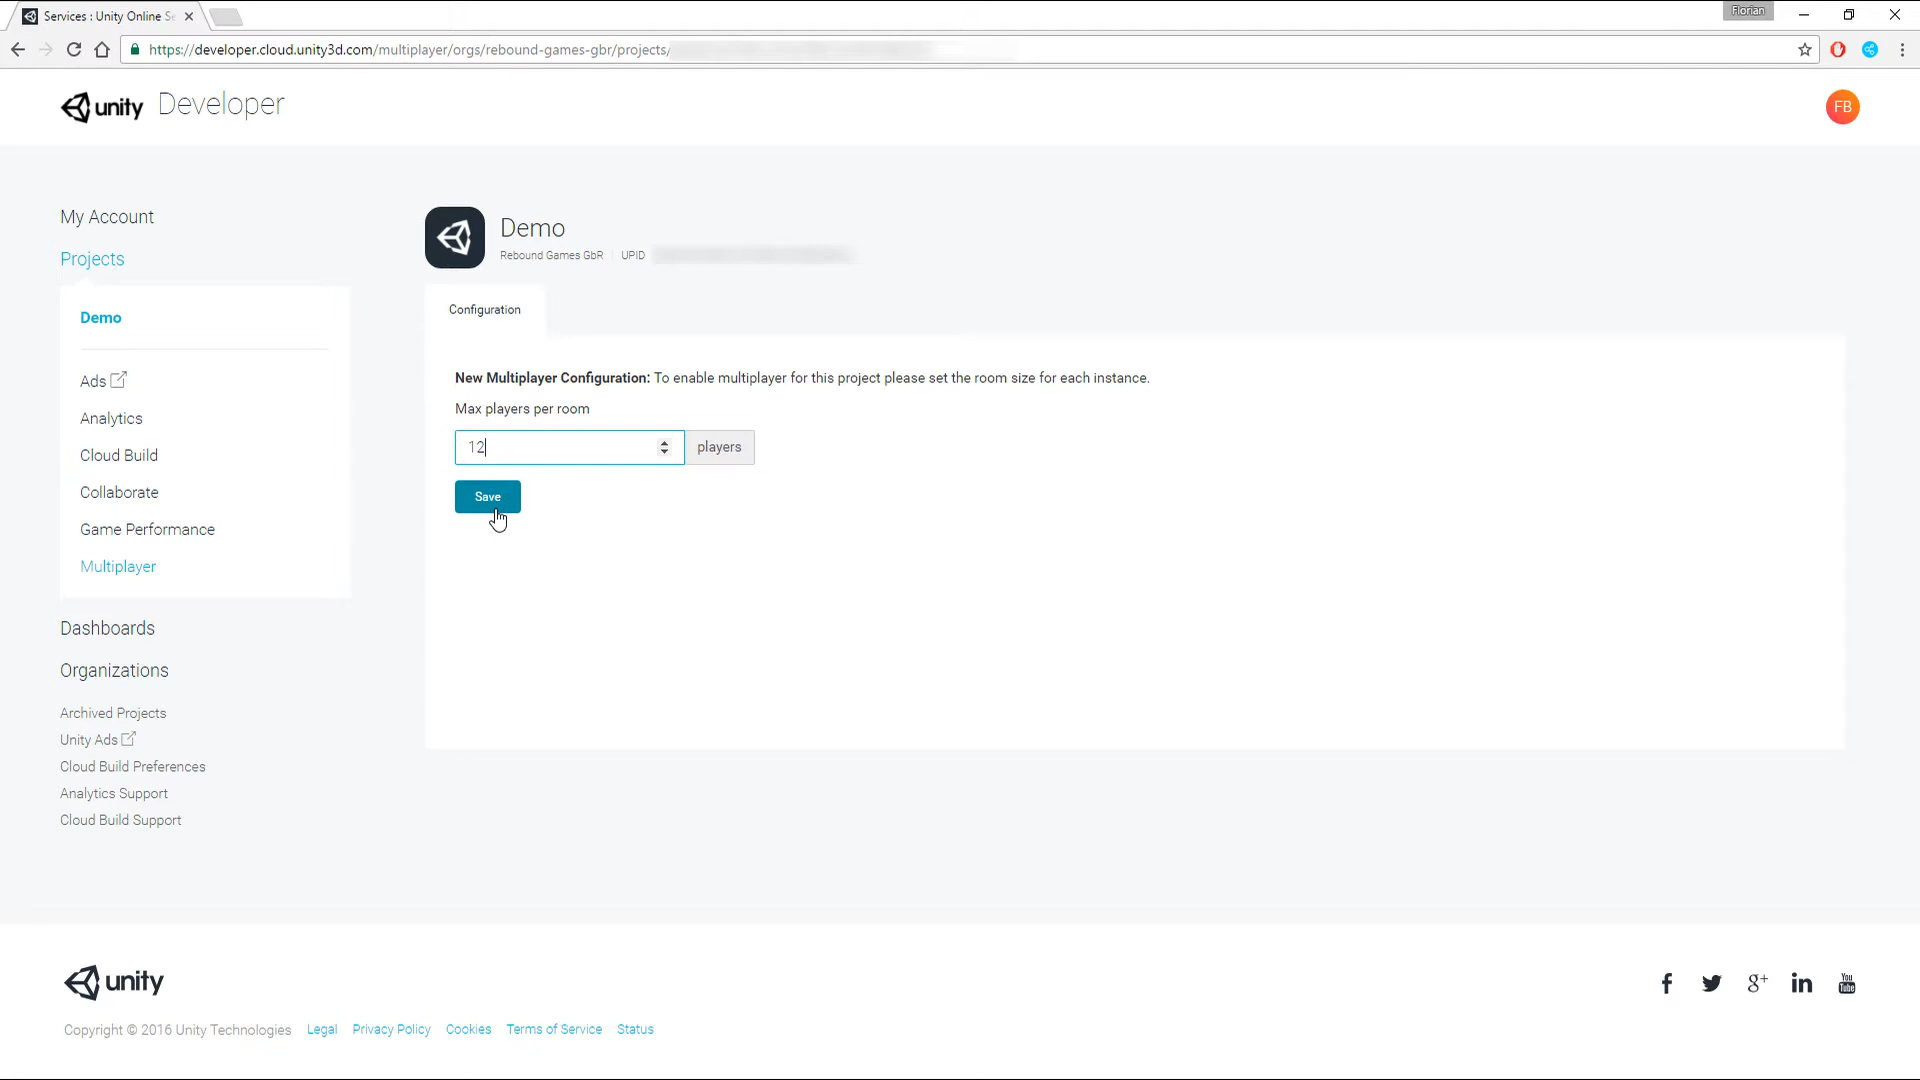 Services : Unity Online Se
Florian
https://developer.cloud.unity3d.com/multiplayer/orgs/rebound-games-gbr/projects/
unity Developer
FB
My Account
Projects
Demo
Ads
Analytics
Cloud Build
Collaborate
Game Performance
Multiplayer
Dashboards
Organizations
Archived Projects
Unity Ads
Cloud Build Preferences
Analytics Support
Cloud Build Support
Demo
Rebound Games GbR UPID
Configuration
New Multiplayer Configuration: To enable multiplayer for this project please set the room size for each instance.
Max players per room
12 players
Save
unity
f g+ in You Tube
Copyright © 2016 Unity Technologies Legal Privacy Policy Cookies Terms of Service Status